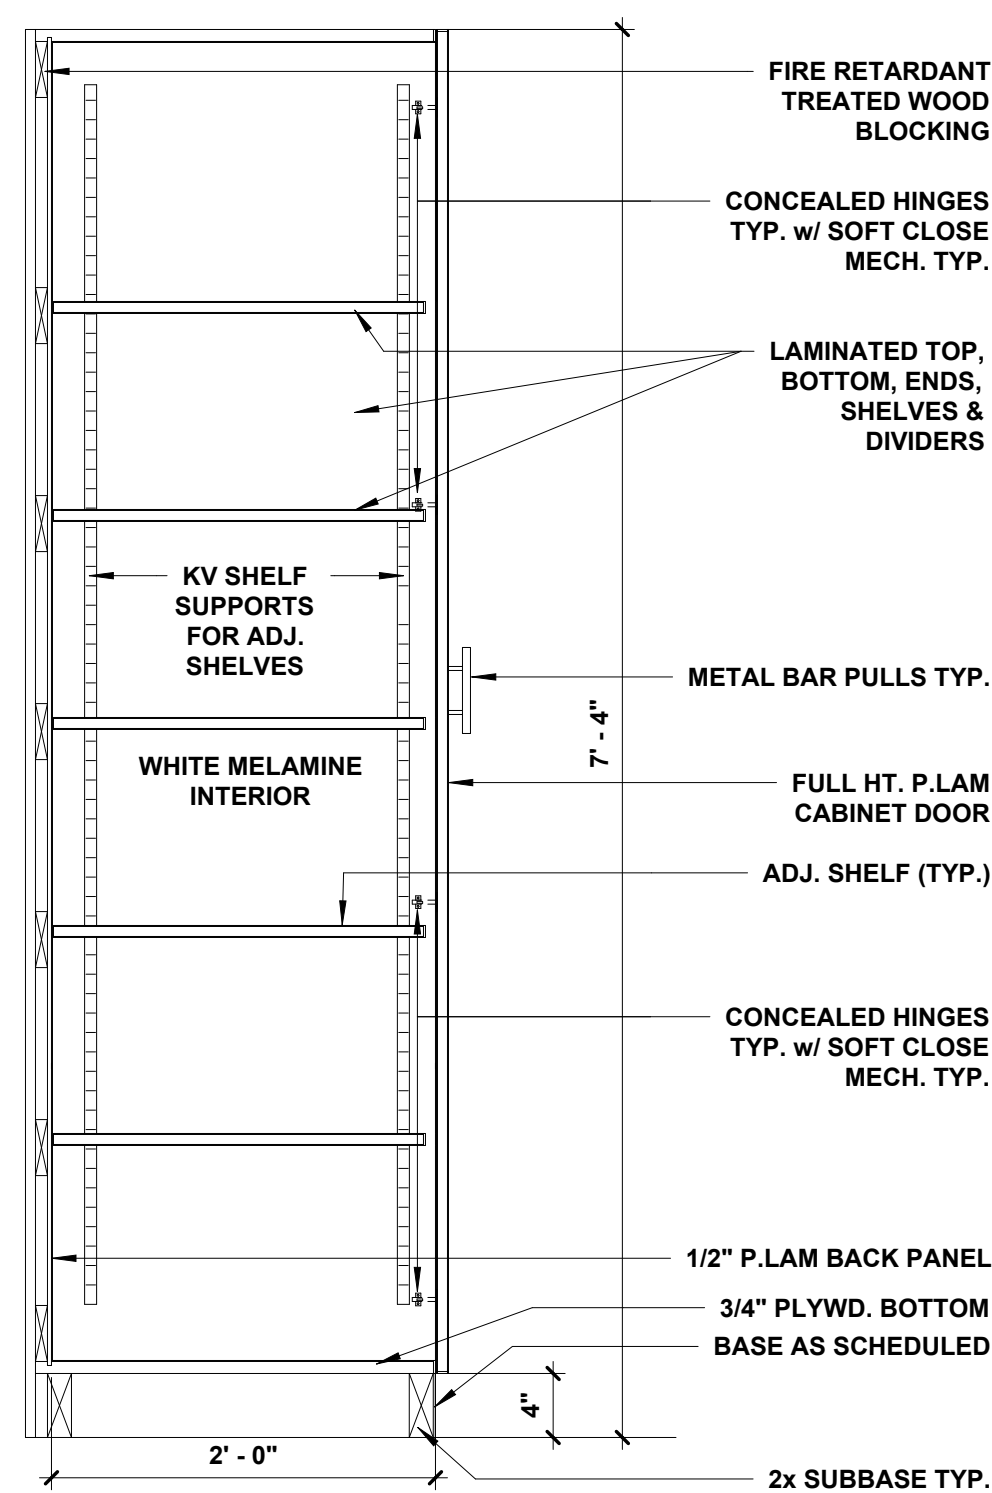 FIRE RETARDANT
TREATED WOOD
BLOCKING
CONCEALED HINGES
TYP. w/ SOFT CLOSE
MECH. TYP.
LAMINATED TOP,
BOTTOM, ENDS,
SHELVES &
DIVIDERS
KV SHELF
SUPPORTS
FOR ADJ.
SHELVES
METAL BAR PULLS TYP.
7' - 4"
WHITE MELAMINE
INTERIOR
FULL HT. P.LAM
CABINET DOOR
ADJ. SHELF (TYP.)
CONCEALED HINGES
TYP. w/ SOFT CLOSE
MECH. TYP.
1/2" P.LAM BACK PANEL
3/4" PLYWD. BOTTOM
BASE AS SCHEDULED
4"
2' - 0"
2x SUBBASE TYP.